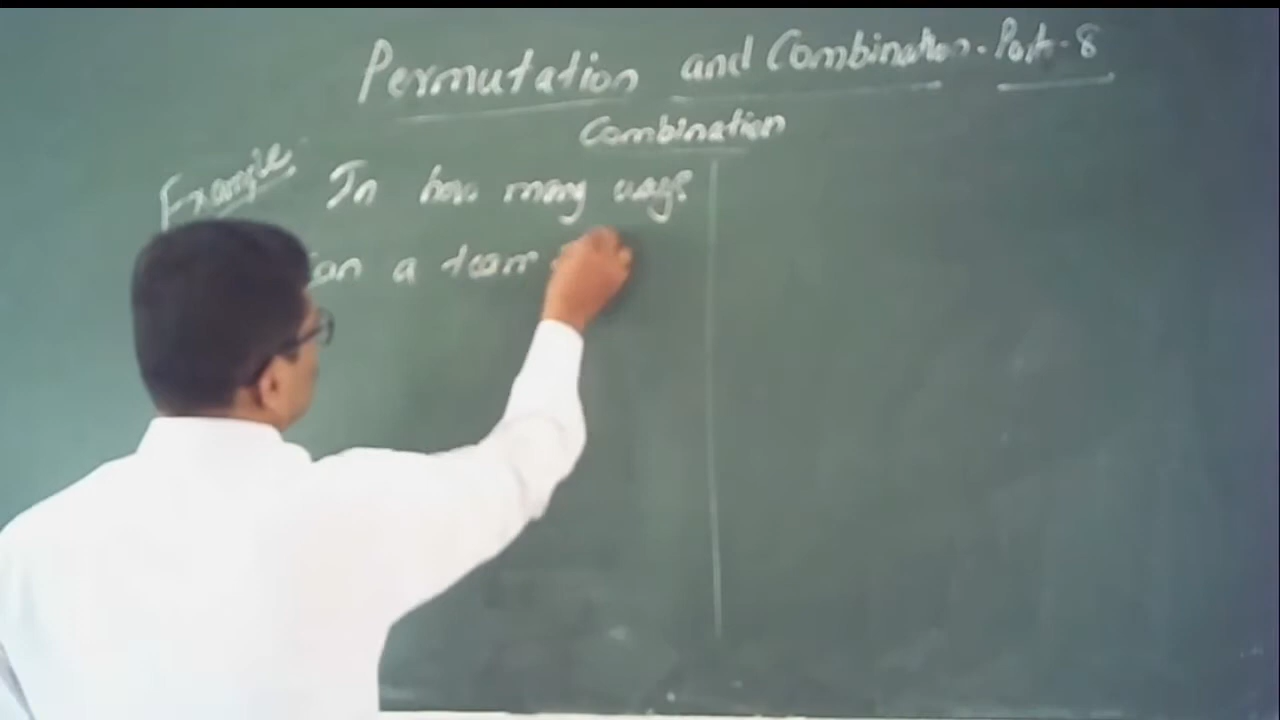 Permutation and Combination. Part-8
Combination
Example: In how many ways
can a team